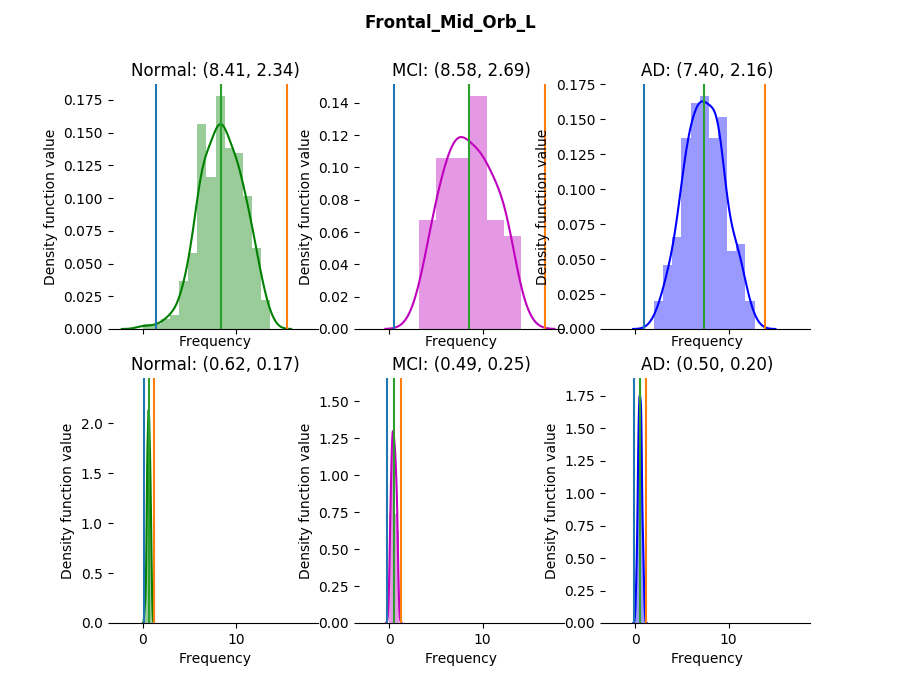 Frontal_Mid_Orb_L
Normal: (8.41, 2.34)
MCI: (8.58, 2.69)
AD: (7.40, 2.16)
Density function value
0.175
0.150
0.125
0.100
0.075
0.050
0.025
0.000
Frequency
Density function value
0.14
0.12
0.10
0.08
0.06
0.04
0.02
0.00
Frequency
Density function value
0.175
0.150
0.125
0.100
0.075
0.050
0.025
0.000
Frequency
Normal: (0.62, 0.17)
MCI: (0.49, 0.25)
AD: (0.50, 0.20)
Density function value
2.0
1.5
1.0
0.5
0.0
0
10
Frequency
Density function value
1.50
1.25
1.00
0.75
0.50
0.25
0.00
0
10
Frequency
Density function value
1.75
1.50
1.25
1.00
0.75
0.50
0.25
0.00
0
10
Frequency